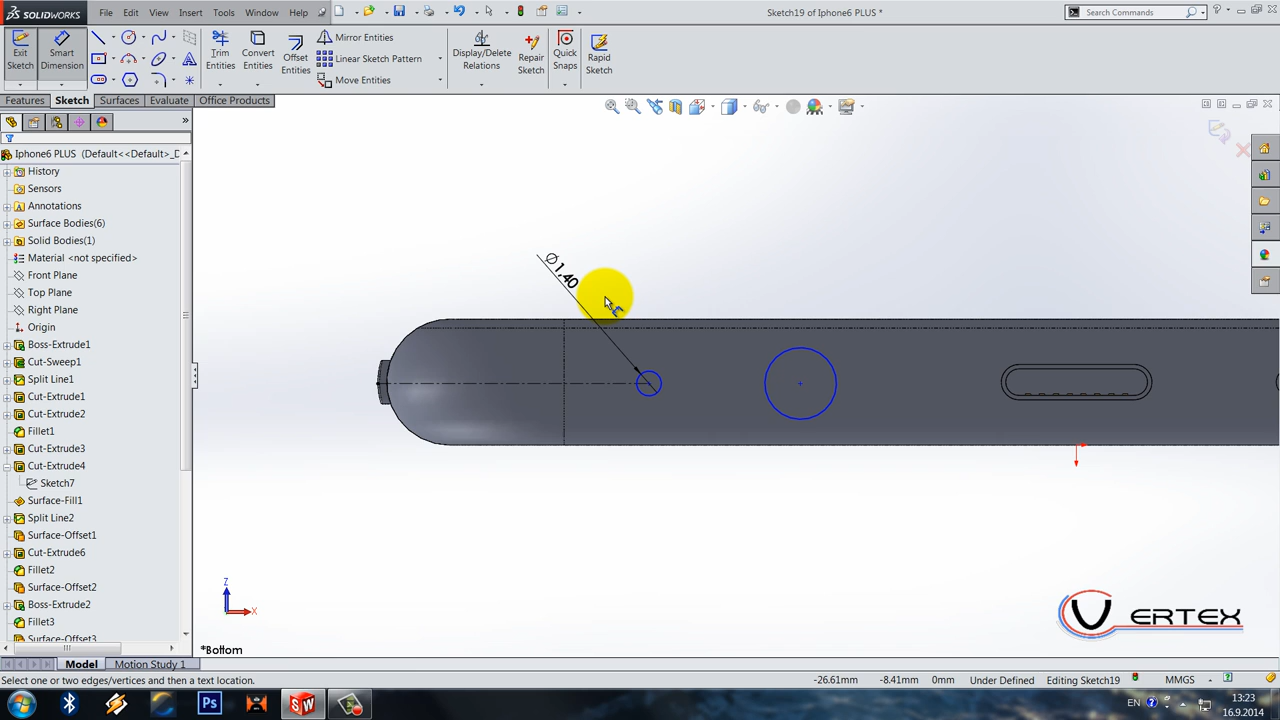 SOLIDWORKS
File
Edit
View
Insert
Tools
Window
Help
Sketch19 of Iphone6 PLUS *
Search Commands
Exit Sketch
Smart Dimension
Trim Entities
Convert Entities
Offset Entities
Mirror Entities
Linear Sketch Pattern
Move Entities
Display/Delete Relations
Repair Sketch
Quick Snaps
Rapid Sketch
Features
Sketch
Surfaces
Evaluate
Office Products
Iphone6 PLUS (Default<<Default>_D
History
Sensors
Annotations
Surface Bodies(6)
Solid Bodies(1)
Material <not specified>
Front Plane
Top Plane
Right Plane
Origin
Boss-Extrude1
Cut-Sweep1
Split Line1
Cut-Extrude1
Cut-Extrude2
Fillet1
Cut-Extrude3
Cut-Extrude4
Sketch7
Surface-Fill1
Split Line2
Surface-Offset1
Cut-Extrude6
Fillet2
Surface-Offset2
Boss-Extrude2
Fillet3
Surface-Offset3
Ø1,40
Z
X
*Bottom
VERTEX
Model
Motion Study 1
Select one or two edges/vertices and then a text location.
-26.61mm
-8.41mm
0mm
Under Defined
Editing Sketch19
MMGS
Ps
SW
EN
13:23
16.9.2014